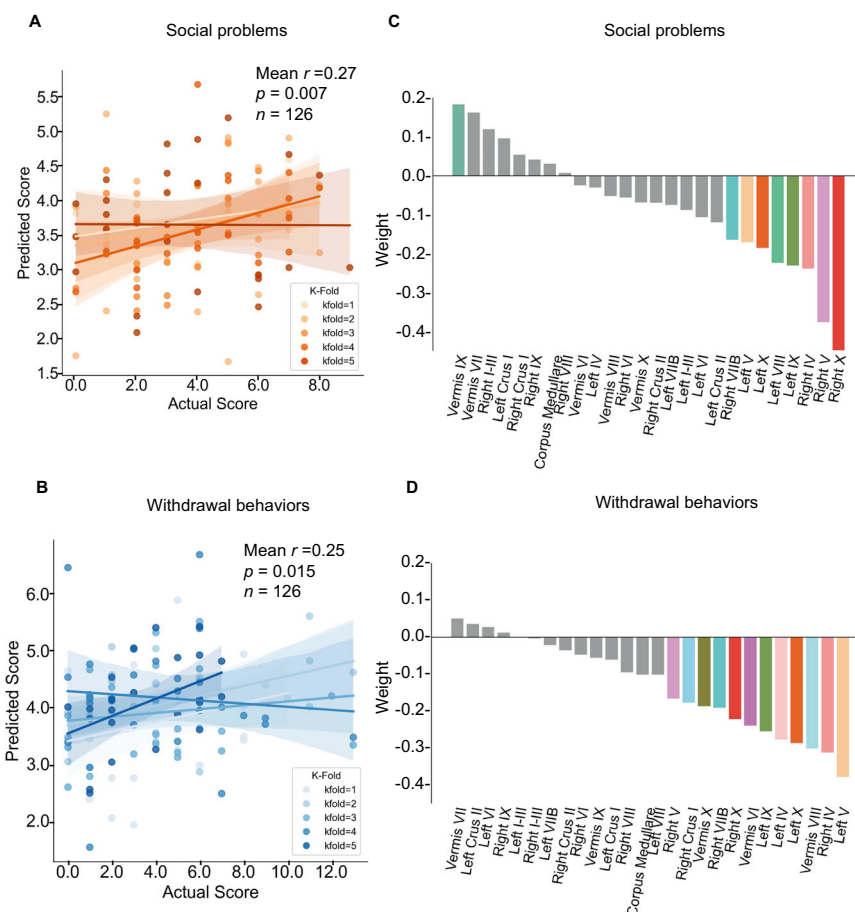 A
Social problems
Mean r =0.27
p = 0.007
n = 126
Predicted Score
5.5
5.0
4.5
4.0
3.5
3.0
2.5
2.0
1.5
0.0 2.0 4.0 6.0 8.0
Actual Score
K-Fold
kfold=1
kfold=2
kfold=3
kfold=4
kfold=5
C
Social problems
Weight
0.2
0.1
0.0
-0.1
-0.2
-0.3
-0.4
Vermis IX
Vermis VII
Right I-III
Left Crus I
Right Crus I
Right IX
Corpus Medullare
Right VIII
Vermis VI
Left IV
Vermis VIII
Right VI
Vermis X
Right Crus II
Left VIIB
Left I-III
Left VI
Left Crus II
Right VIIB
Left V
Left X
Left VIII
Left IX
Right IV
Right V
Right X
B
Withdrawal behaviors
Mean r =0.25
p = 0.015
n = 126
Predicted Score
6.0
5.0
4.0
3.0
2.0
0.0 2.0 4.0 6.0 8.0 10.0 12.0
Actual Score
K-Fold
kfold=1
kfold=2
kfold=3
kfold=4
kfold=5
D
Withdrawal behaviors
Weight
0.2
0.1
0.0
-0.1
-0.2
-0.3
-0.4
Vermis VII
Left Crus II
Left VI
Right IX
Left I-III
Right I-III
Left VIIB
Right Crus II
Right VI
Vermis IX
Left Crus I
Right VIII
Corpus Medullare
Left VIII
Right V
Right Crus I
Vermis X
Right VIIB
Right X
Vermis VI
Left IX
Left IV
Left X
Vermis VIII
Right IV
Left V